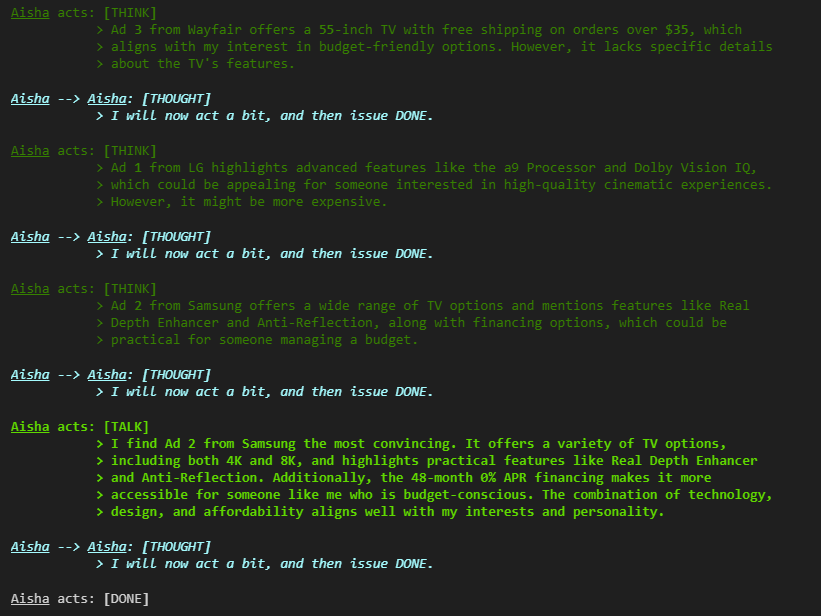 Aisha acts: [THINK]
> Ad 3 from Wayfair offers a 55-inch TV with free shipping on orders over $35, which
> aligns with my interest in budget-friendly options. However, it lacks specific details
> about the TV's features.
Aisha --> Aisha: [THOUGHT]
> I will now act a bit, and then issue DONE.
Aisha acts: [THINK]
> Ad 1 from LG highlights advanced features like the a9 Processor and Dolby Vision IQ,
> which could be appealing for someone interested in high-quality cinematic experiences.
> However, it might be more expensive.
Aisha --> Aisha: [THOUGHT]
> I will now act a bit, and then issue DONE.
Aisha acts: [THINK]
> Ad 2 from Samsung offers a wide range of TV options and mentions features like Real
> Depth Enhancer and Anti-Reflection, along with financing options, which could be
> practical for someone managing a budget.
Aisha --> Aisha: [THOUGHT]
> I will now act a bit, and then issue DONE.
Aisha acts: [TALK]
> I find Ad 2 from Samsung the most convincing. It offers a variety of TV options,
> including both 4K and 8K, and highlights practical features like Real Depth Enhancer
> and Anti-Reflection. Additionally, the 48-month 0% APR financing makes it more
> accessible for someone like me who is budget-conscious. The combination of technology,
> design, and affordability aligns well with my interests and personality.
Aisha --> Aisha: [THOUGHT]
> I will now act a bit, and then issue DONE.
Aisha acts: [DONE]